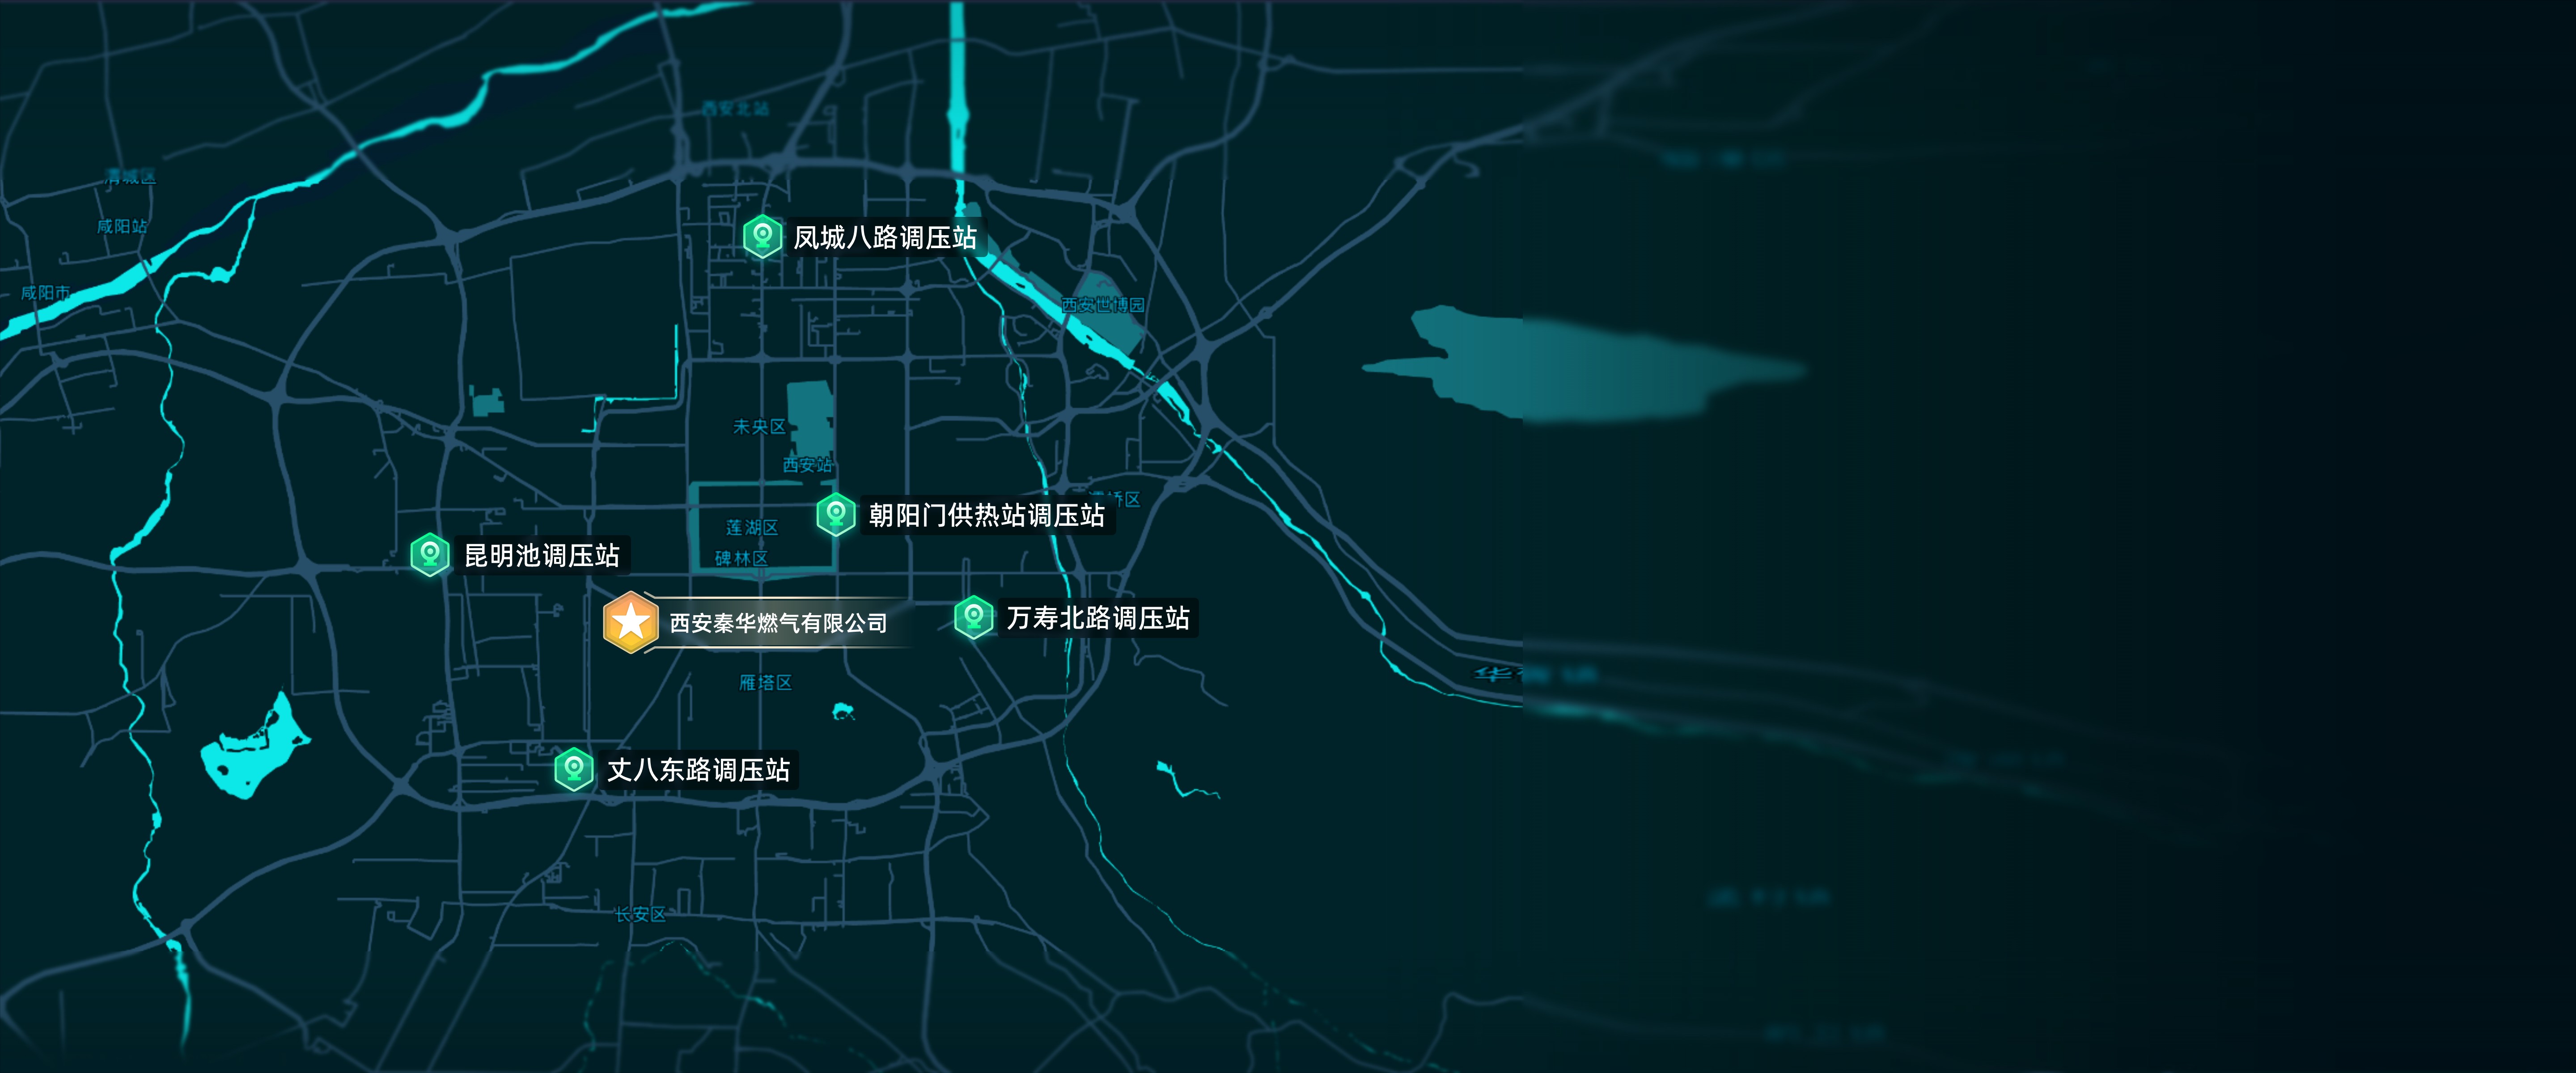 西安北站
渭城区
咸阳站
凤城八路调压站
咸阳市
西安世博园
未央区
西安站
桥区
朝阳门供热站调压站
莲湖区
碑林区
昆明池调压站
西安秦华燃气有限公司
万寿北路调压站
华
雁塔区
丈八东路调压站
长安区